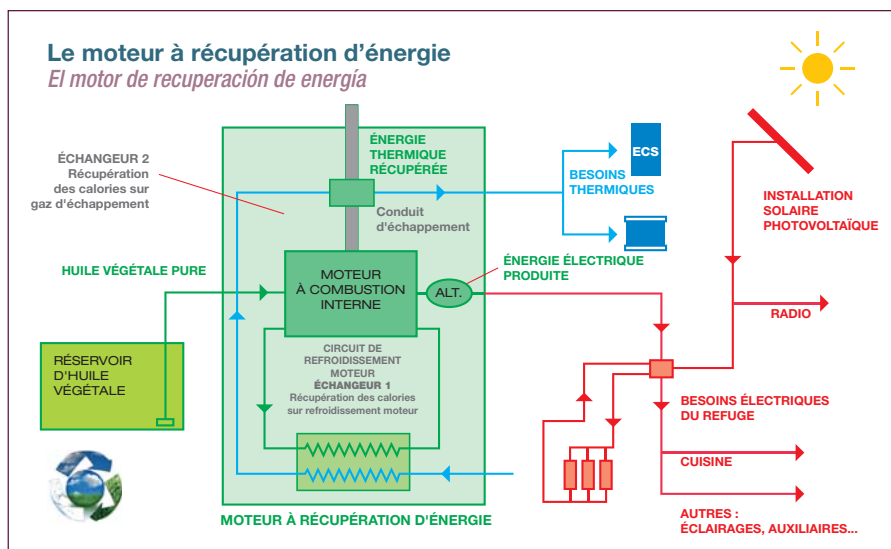 Le moteur à récupération d'énergie
El motor de recuperación de energía
ÉCHANGEUR 2
Récupération
des calories sur
gaz d'échappement
ÉNERGIE
THERMIQUE
RÉCUPÉRÉE
Conduit
d'échappement
BESOINS
THERMIQUES
ECS
INSTALLATION
SOLAIRE
PHOTOVOLTAÏQUE
HUILE VÉGÉTALE PURE
MOTEUR
À COMBUSTION
INTERNE
ALT.
ÉNERGIE ÉLECTRIQUE
PRODUITE
RADIO
RÉSERVOIR
D'HUILE
VÉGÉTALE
CIRCUIT DE
REFROIDISSEMENT
MOTEUR
ÉCHANGEUR 1
Récupération des calories
sur refroidissement moteur
BESOINS ÉLECTRIQUES
DU REFUGE
CUISINE
AUTRES :
ÉCLAIRAGES, AUXILIAIRES...
MOTEUR À RÉCUPÉRATION D'ÉNERGIE